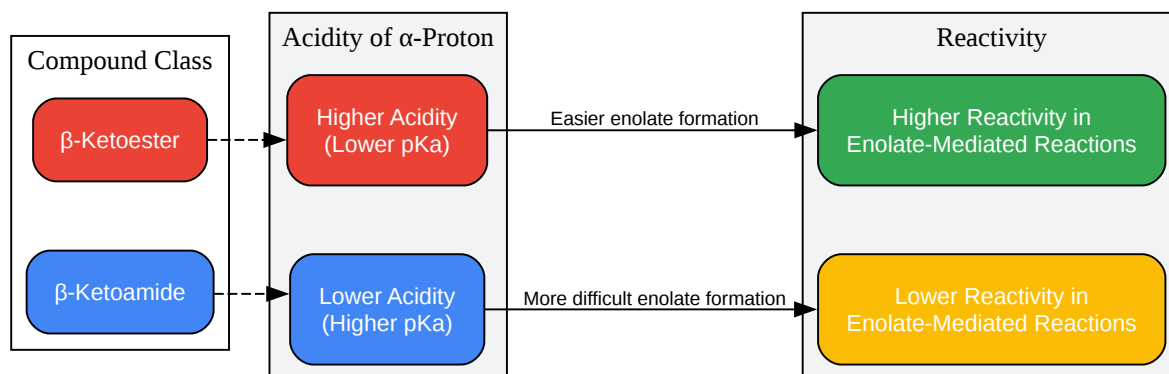 Compound Class
Acidity of α-Proton
Reactivity
β-Ketoester
Higher Acidity
(Lower pKa)
Easier enolate formation
Higher Reactivity in
Enolate-Mediated Reactions
β-Ketoamide
Lower Acidity
(Higher pKa)
More difficult enolate formation
Lower Reactivity in
Enolate-Mediated Reactions